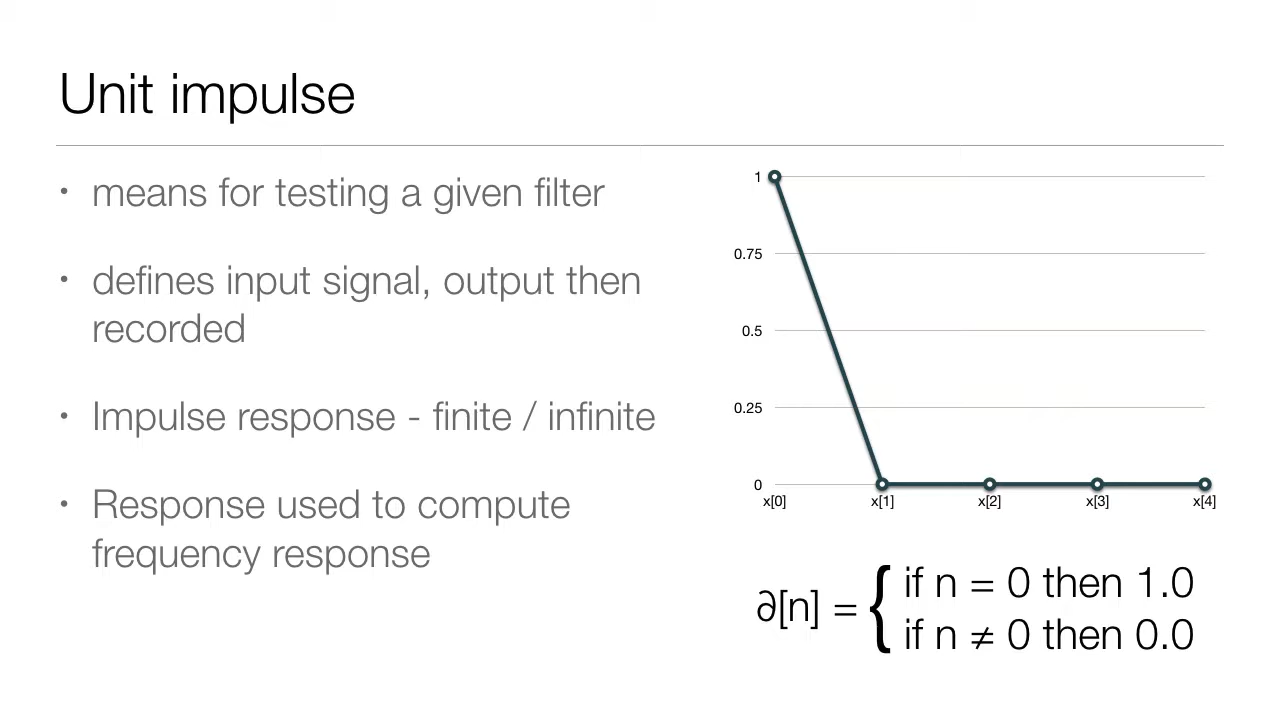 Unit impulse
• means for testing a given filter
• defines input signal, output then
recorded
• Impulse response - finite / infinite
• Response used to compute
frequency response
1
0.75
0.5
0.25
0
x[0] x[1] x[2] x[3] x[4]
∂[n] = { if n = 0 then 1.0
if n ≠ 0 then 0.0